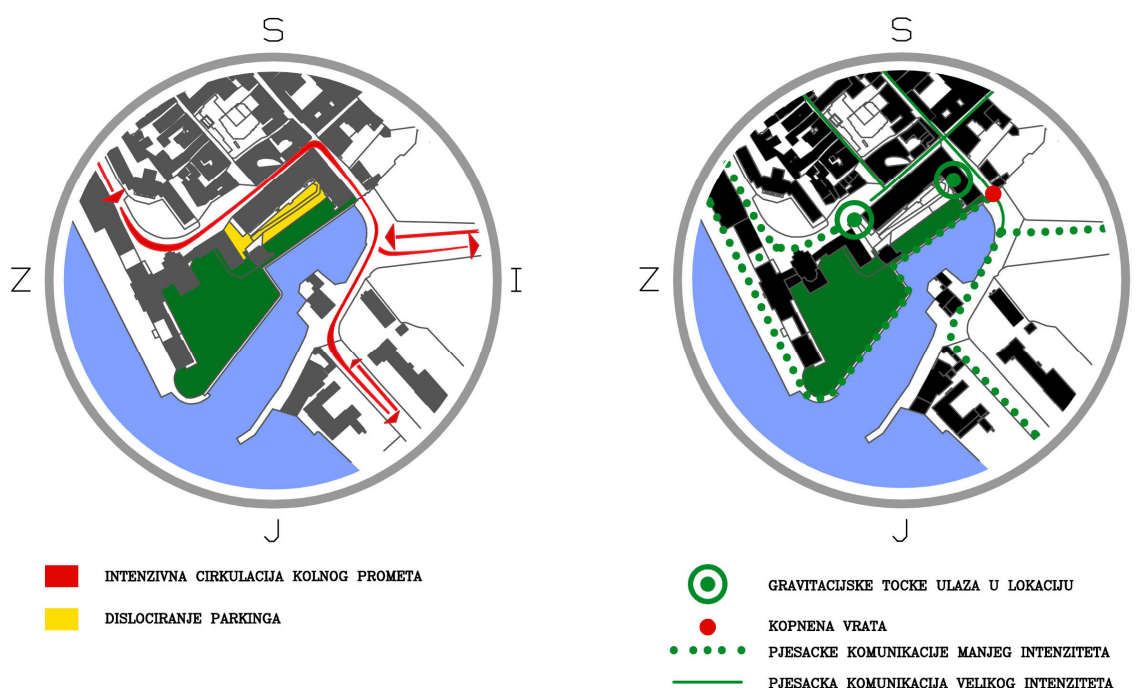 S
Z
I
J
INTENZIVNA CIRKULACIJA KOLNOG PROMETA
DISLOCIRANJE PARKINGA
S
Z
I
J
GRAVITACIJSKE TOCKE ULAZA U LOKACIJU
KOPNENA VRATA
PJESACKE KOMUNIKACIJE MANJEG INTENZITETA
PJESACKA KOMUNIKACIJA VELIKOG INTENZITETA